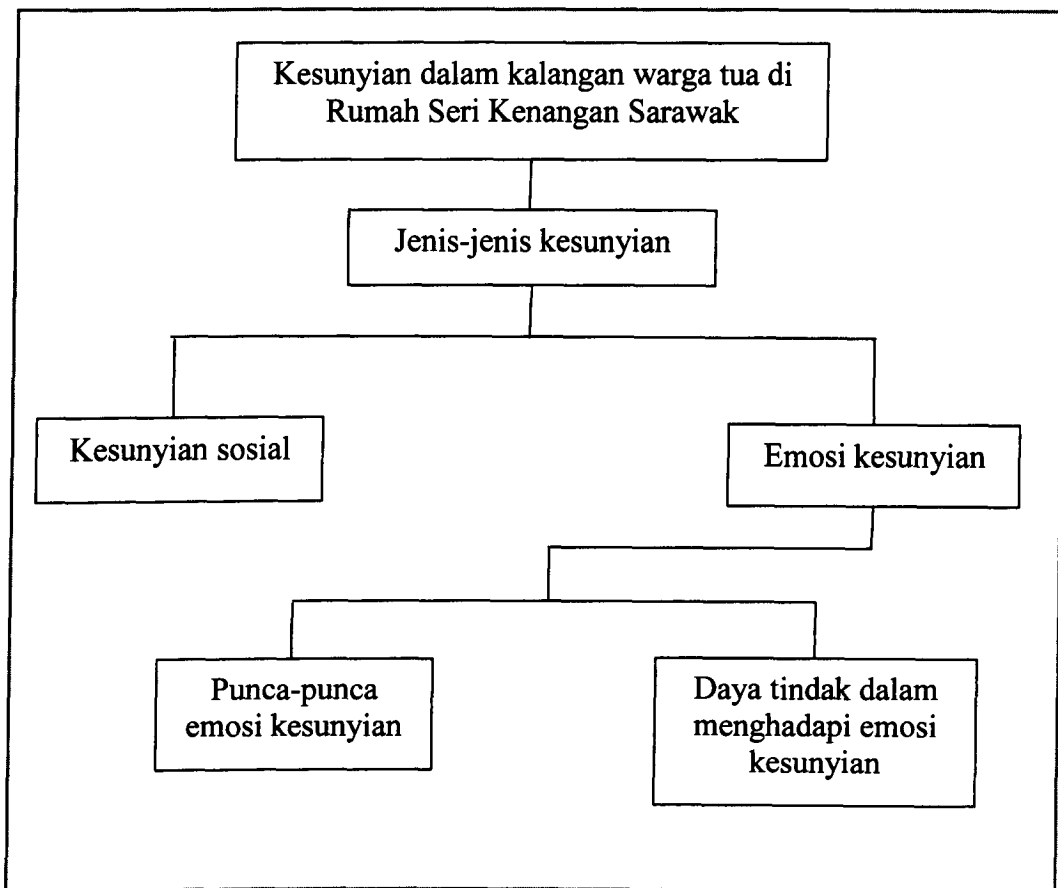 Kesunyian dalam kalangan warga tua di
Rumah Seri Kenangan Sarawak
Jenis-jenis kesunyian
Kesunyian sosial
Emosi kesunyian
Punca-punca
emosi kesunyian
Daya tindak dalam
menghadapi emosi
kesunyian